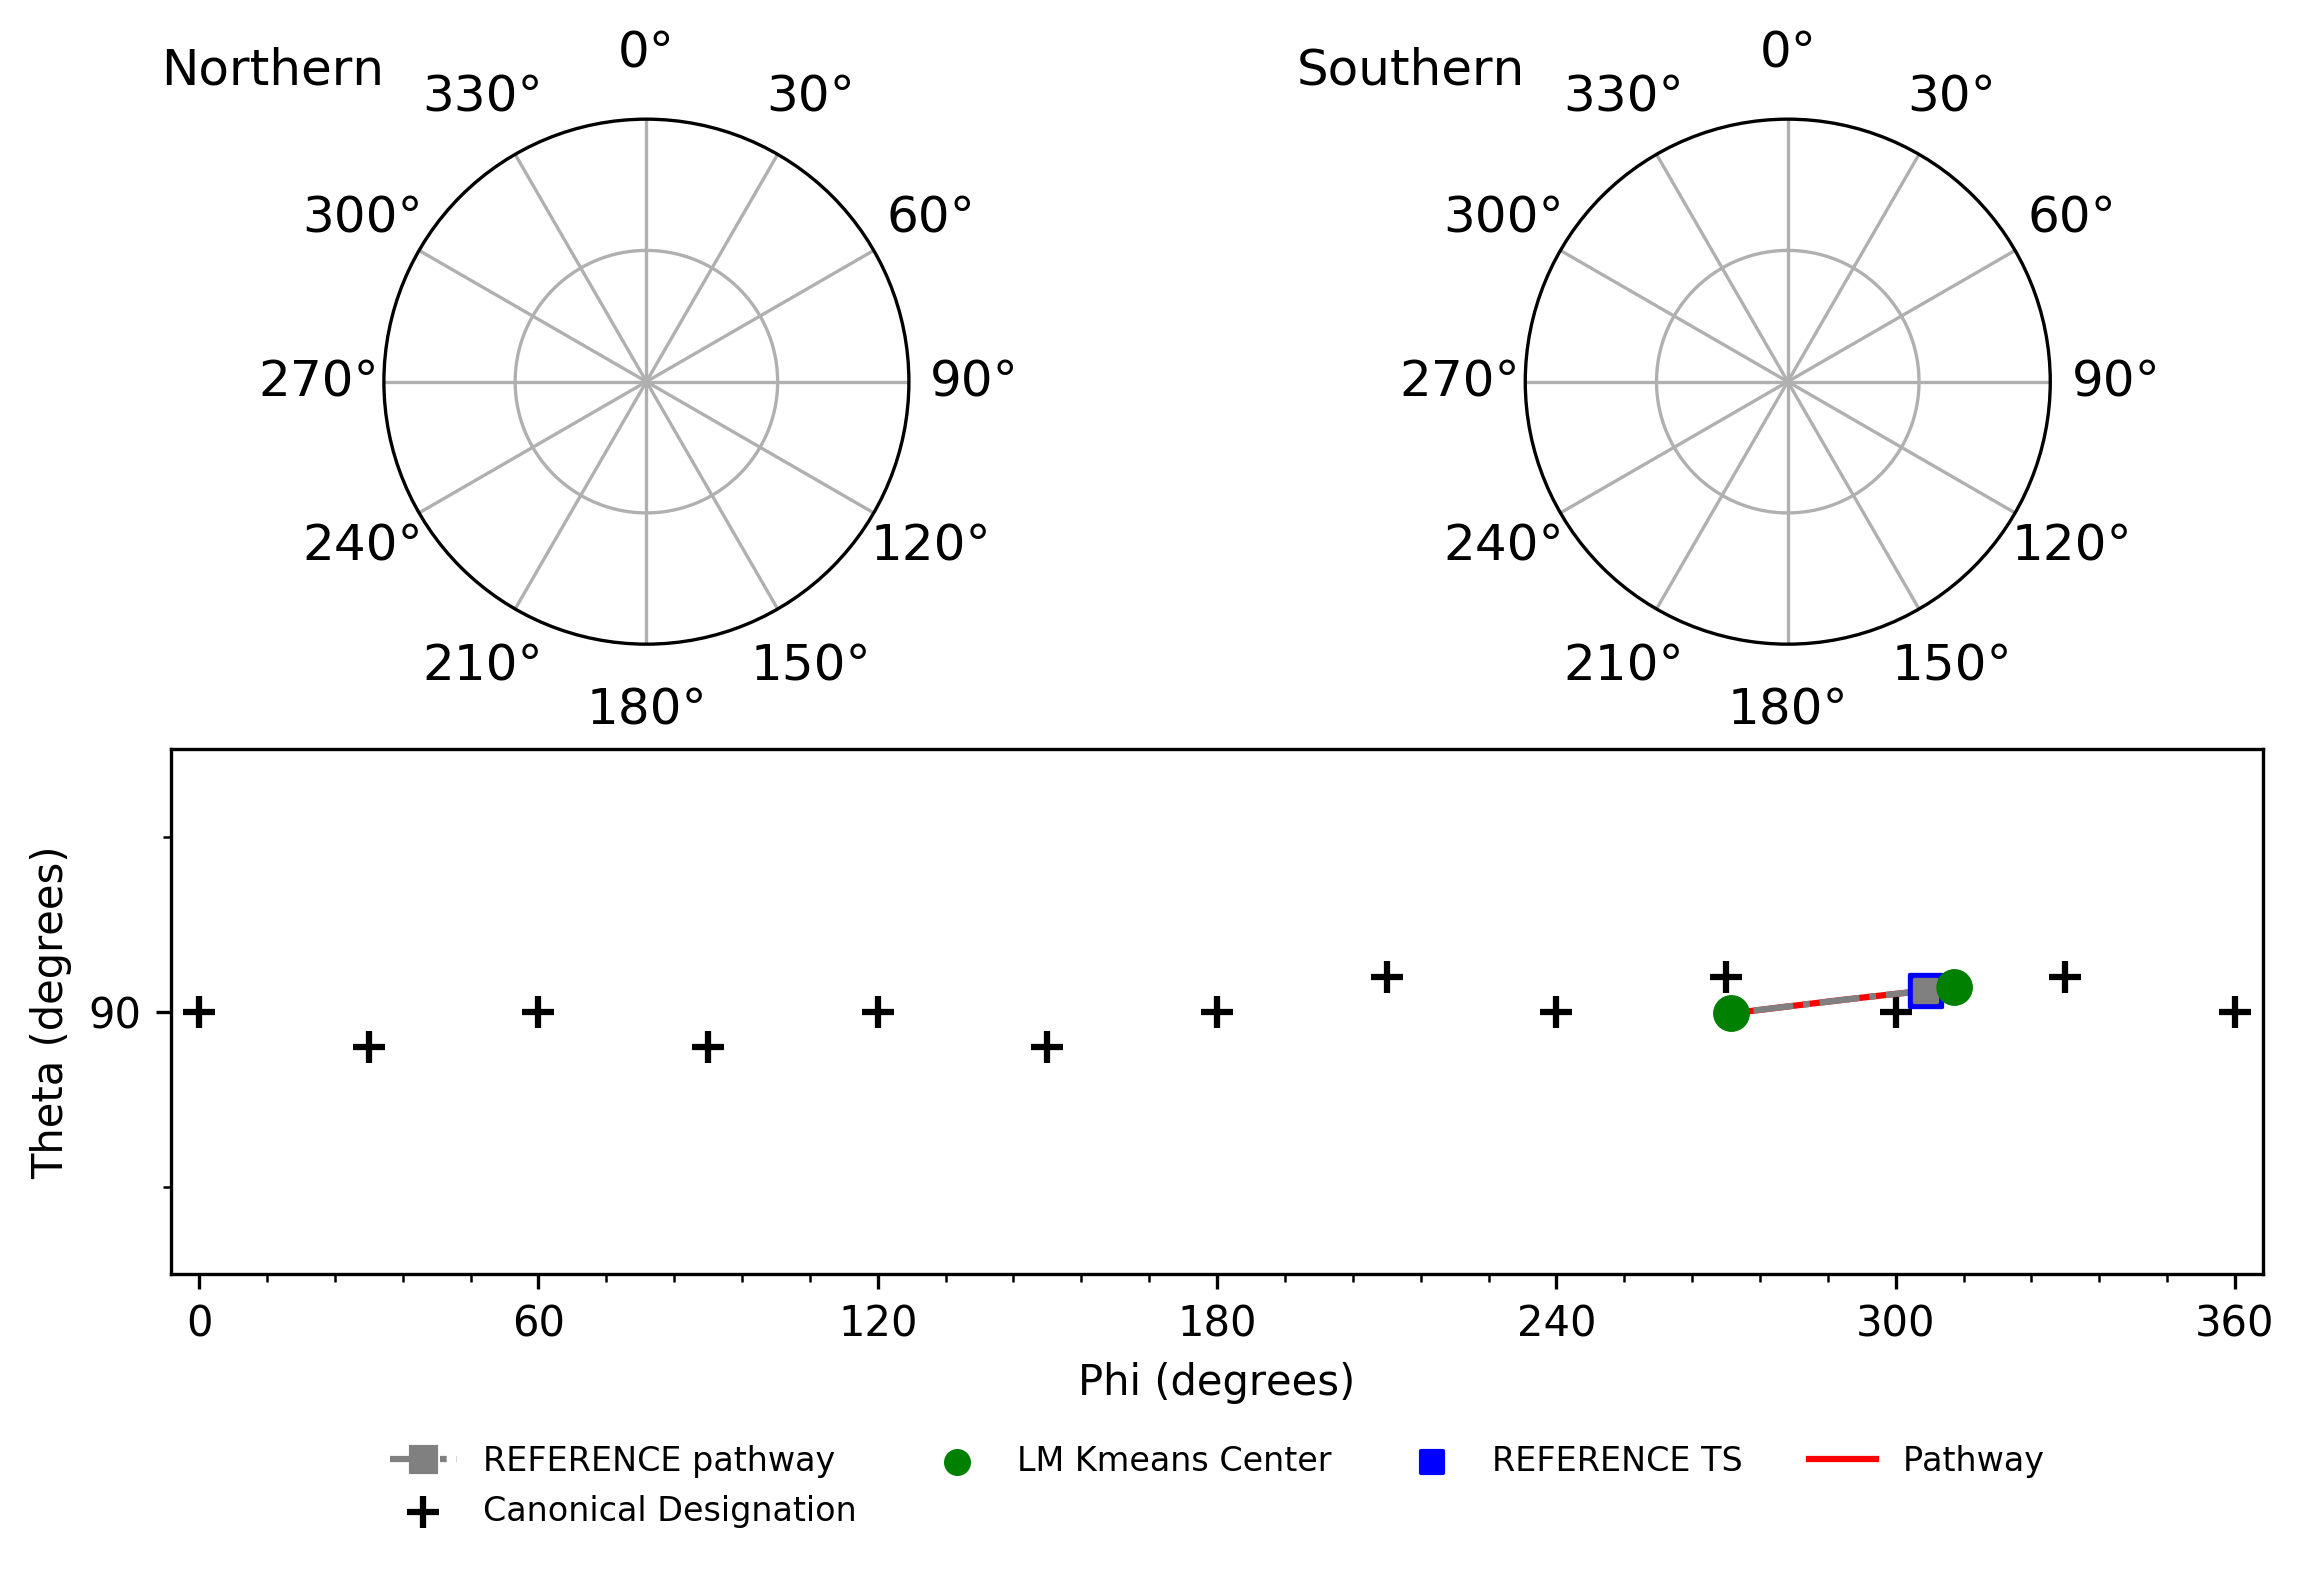 Northern
0°
30°
60°
90°
120°
150°
180°
210°
240°
270°
300°
330°
Southern
0°
30°
60°
90°
120°
150°
180°
210°
240°
270°
300°
330°
Theta (degrees)
90
0 60 120 180 240 300 360
Phi (degrees)
REFERENCE pathway
Canonical Designation
LM Kmeans Center
REFERENCE TS
Pathway